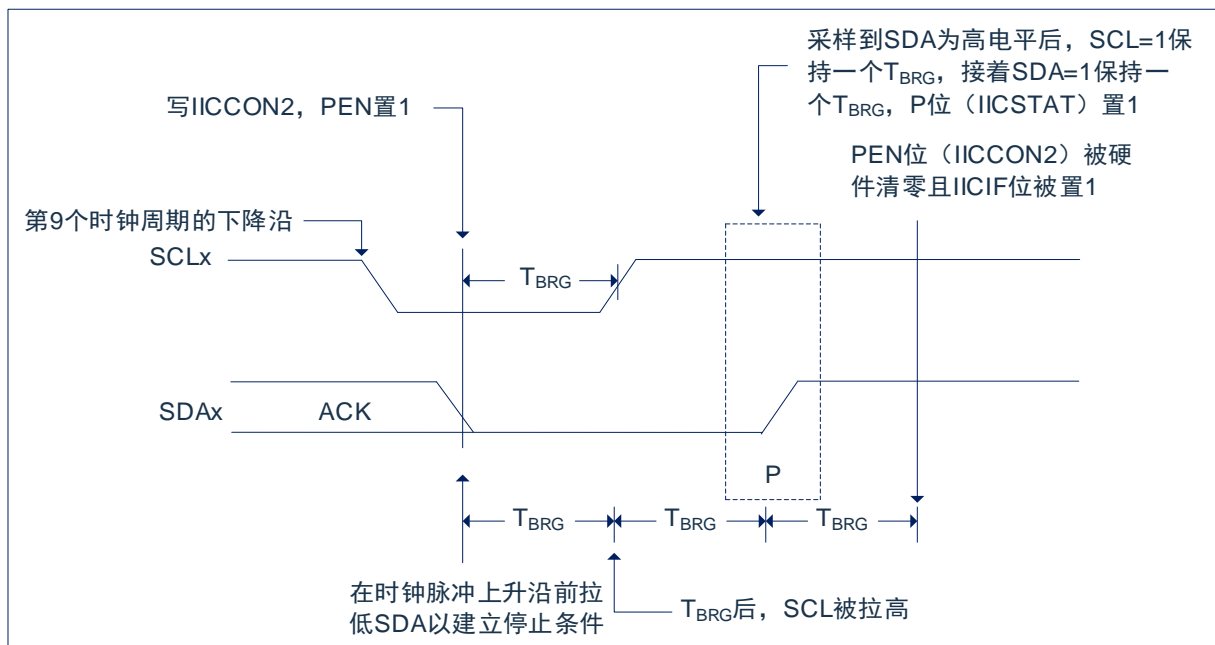 采样到SDA为高电平后，SCL=1保
持一个TBRG，接着SDA=1保持一
个TBRG，P位（IICSTAT）置1
写IICCON2，PEN置1
PEN位（IICCON2）被硬
件清零且IICIF位被置1
第9个时钟周期的下降沿
SCLx
TBRG
SDAx
ACK
P
TBRG
TBRG
TBRG
在时钟脉冲上升沿前拉
低SDA以建立停止条件
TBRG后，SCL被拉高